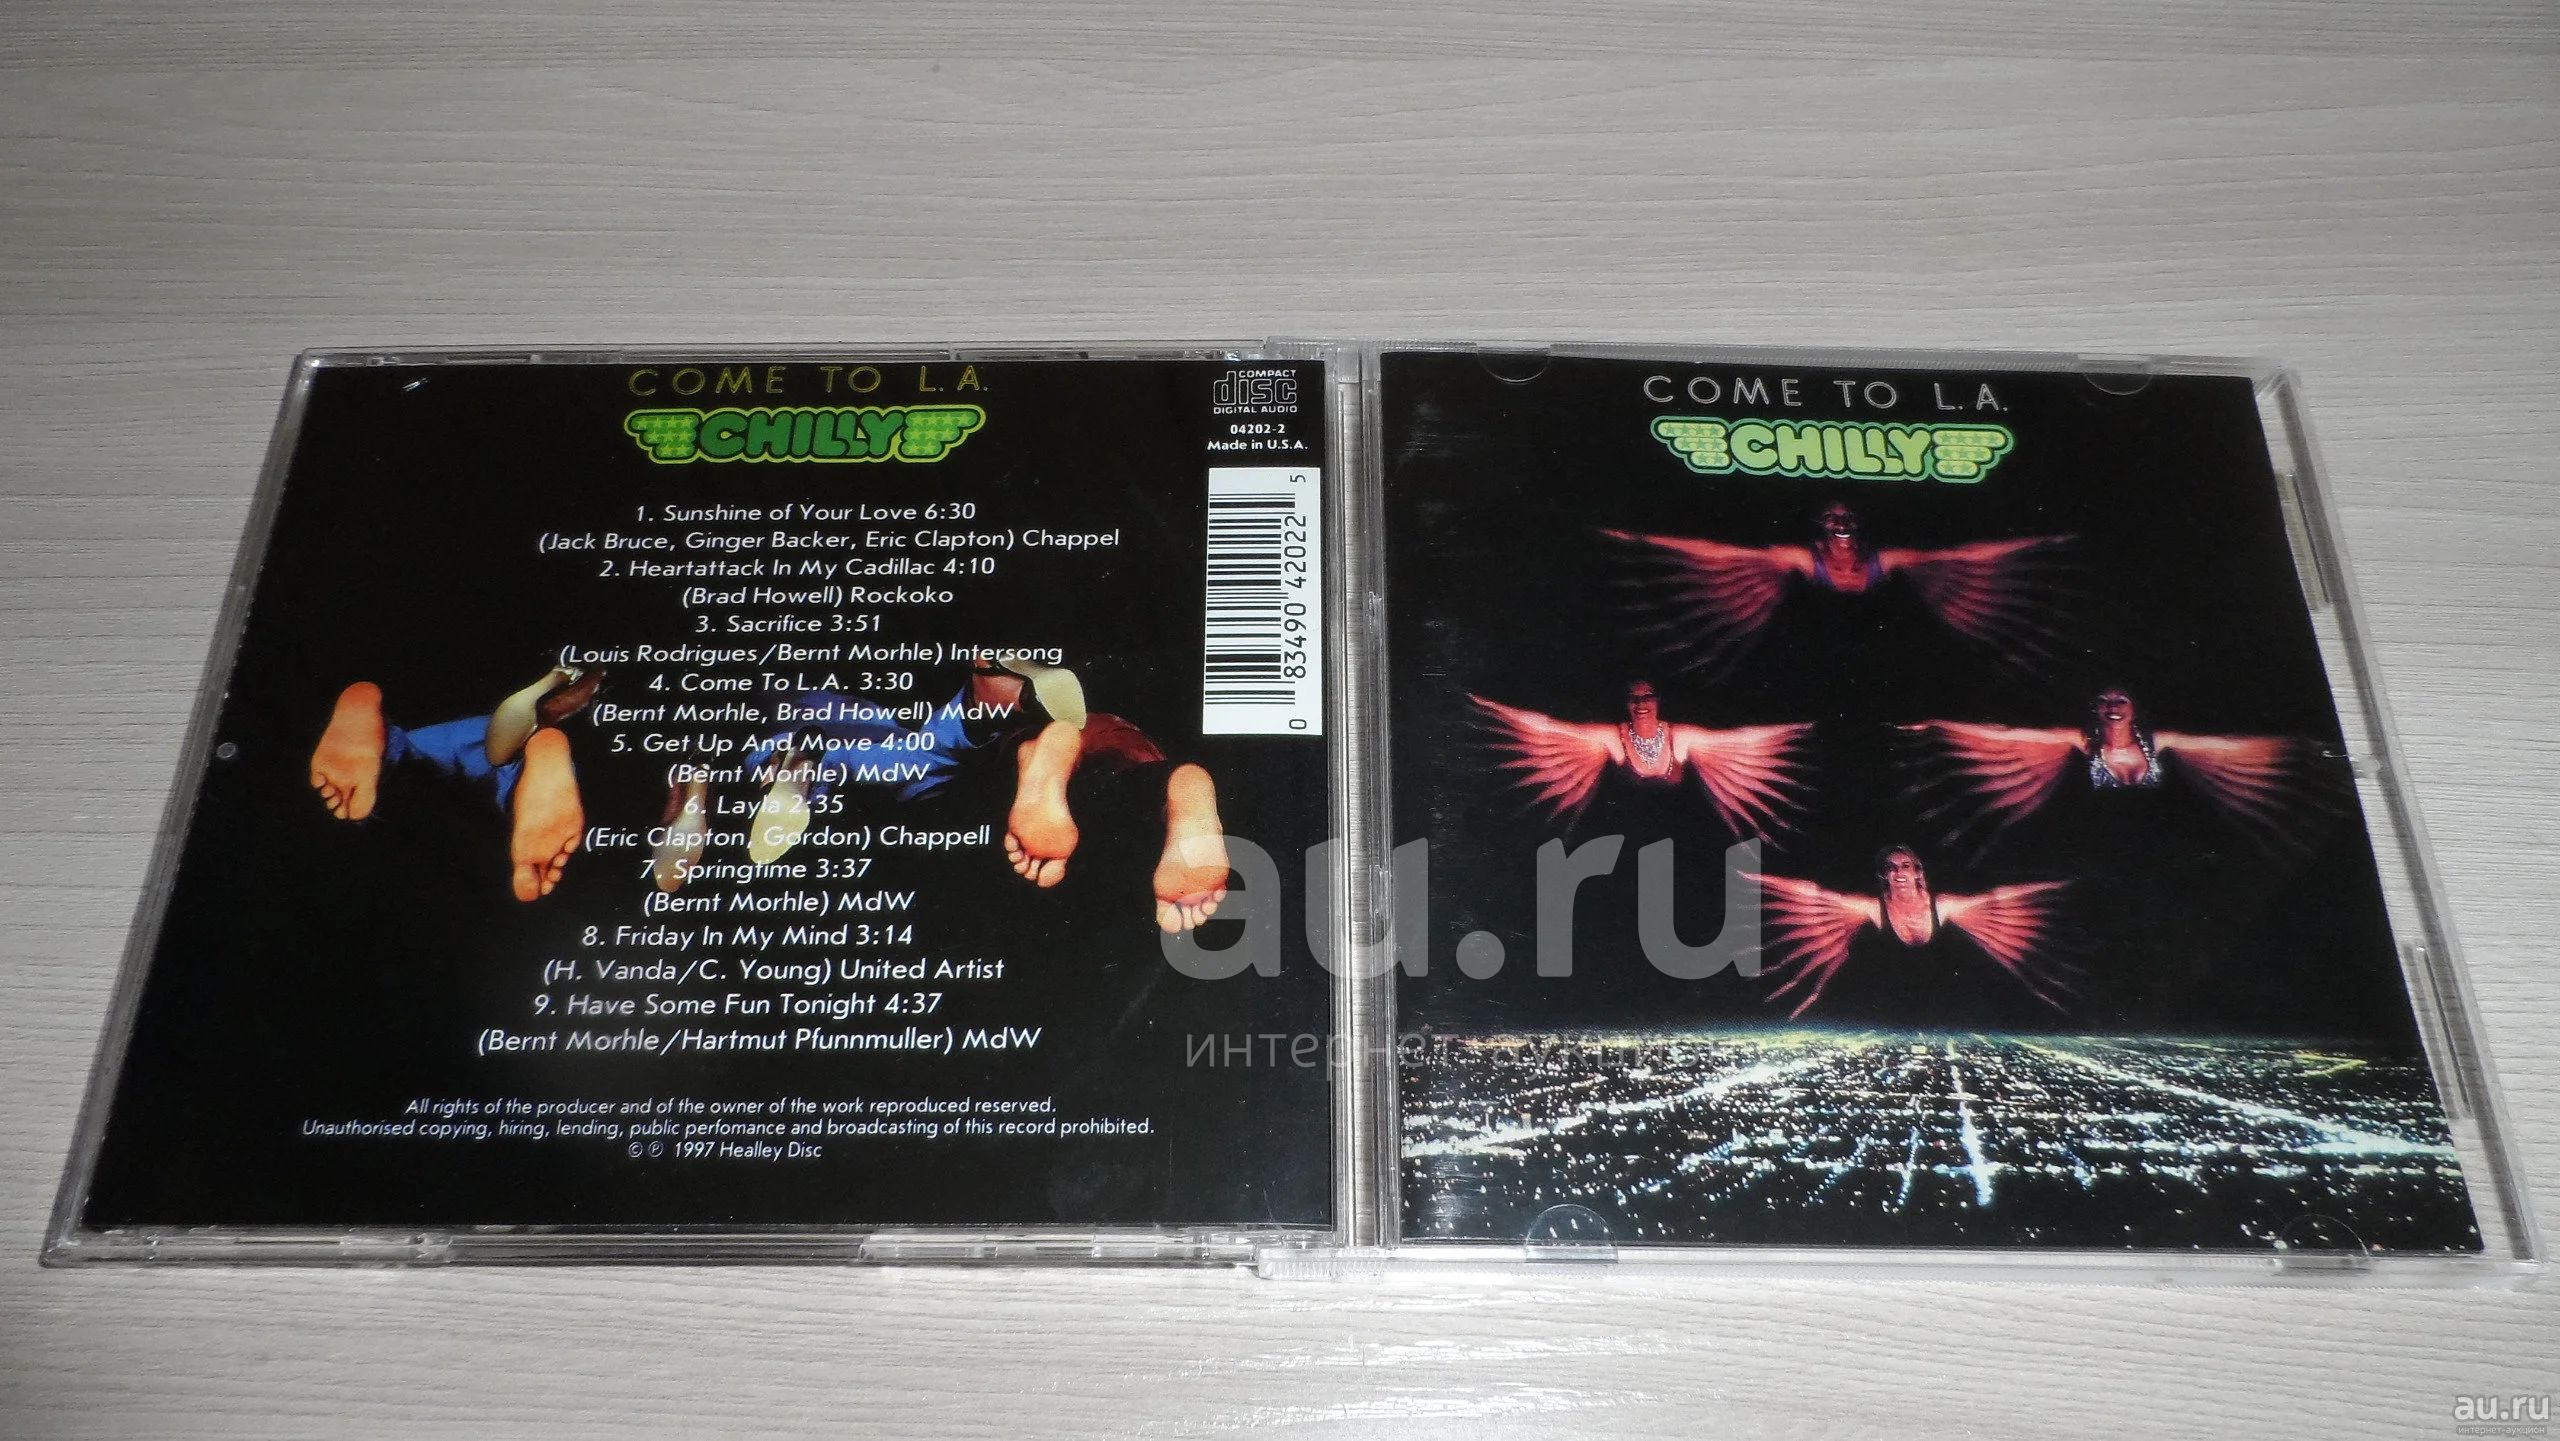 COME TO L.A.
CHILLY
COMPACT
disc
DIGITAL AUDIO
04202-2
Made in U.S.A.
0 83490 42022 5
1. Sunshine of Your Love 6:30
(Jack Bruce, Ginger Backer, Eric Clapton) Chappel
2. Heartattack In My Cadillac 4:10
(Brad Howell) Rockoko
3. Sacrifice 3:51
(Louis Rodrigues/Bernt Morhle) Intersong
4. Come To L.A. 3:30
(Bernt Morhle, Brad Howell) MdW
5. Get Up And Move 4:00
(Bernt Morhle) MdW
6. Layla 2:35
(Eric Clapton, Gordon) Chappell
7. Springtime 3:37
(Bernt Morhle) MdW
8. Friday In My Mind 3:14
(H. Vanda/C. Young) United Artist
9. Have Some Fun Tonight 4:37
(Bernt Morhle/Hartmut Pfunnmuller) MdW
All rights of the producer and of the owner of the work reproduced reserved.
Unauthorised copying, hiring, lending, public perfomance and broadcasting of this record prohibited.
© ℗ 1997 Healley Disc
COME TO L.A.
CHILLY
au.ru
интернет-аукцион
au.ru
интернет-аукцион